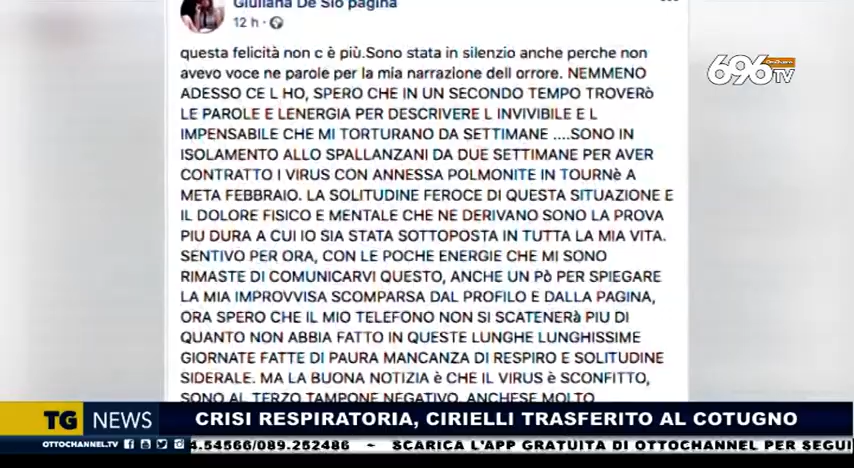 Giuliana De Sio pagina
12 h ·
questa felicità non c è più.Sono stata in silenzio anche perche non
avevo voce ne parole per la mia narrazione dell orrore. NEMMENO
ADESSO CE L HO, SPERO CHE IN UN SECONDO TEMPO TROVERò
LE PAROLE E LENERGIA PER DESCRIVERE L INVIVIBILE E L
IMPENSABILE CHE MI TORTURANO DA SETTIMANE ....SONO IN
ISOLAMENTO ALLO SPALLANZANI DA DUE SETTIMANE PER AVER
CONTRATTO I VIRUS CON ANNESSA POLMONITE IN TOURNè A
META FEBBRAIO. LA SOLITUDINE FEROCE DI QUESTA SITUAZIONE E
IL DOLORE FISICO E MENTALE CHE NE DERIVANO SONO LA PROVA
PIU DURA A CUI IO SIA STATA SOTTOPOSTA IN TUTTA LA MIA VITA.
SENTIVO PER ORA, CON LE POCHE ENERGIE CHE MI SONO
RIMASTE DI COMUNICARVI QUESTO, ANCHE UN Pò PER SPIEGARE
LA MIA IMPROVVISA SCOMPARSA DAL PROFILO E DALLA PAGINA,
ORA SPERO CHE IL MIO TELEFONO NON SI SCATENERà PIU DI
QUANTO NON ABBIA FATTO IN QUESTE LUNGHE LUNGHISSIME
GIORNATE FATTE DI PAURA MANCANZA DI RESPIRO E SOLITUDINE
SIDERALE. MA LA BUONA NOTIZIA è CHE IL VIRUS è SCONFITTO,
SONO AL TERZO TAMPONE NEGATIVO. ANCHESE MOLTO
696 TV
TG NEWS
CRISI RESPIRATORIA, CIRIELLI TRASFERITO AL COTUGNO
OTTOCHANNEL.TV
4.54566/089.252486 ~ SCARICA L'APP GRATUITA DI OTTOCHANNEL PER SEGUI